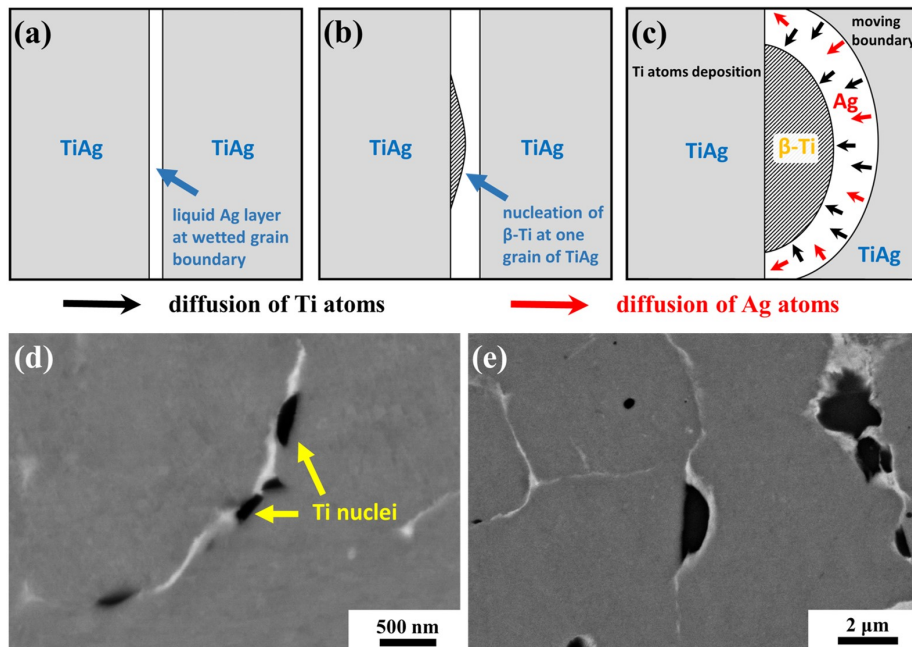 (a)
TiAg
TiAg
liquid Ag layer
at wetted grain
boundary
(b)
TiAg
TiAg
nucleation of
β-Ti at one
grain of TiAg
(c)
moving
boundary
Ti atoms deposition
Ag
TiAg
β-Ti
TiAg
diffusion of Ti atoms
diffusion of Ag atoms
(d)
Ti nuclei
500 nm
(e)
2 μm